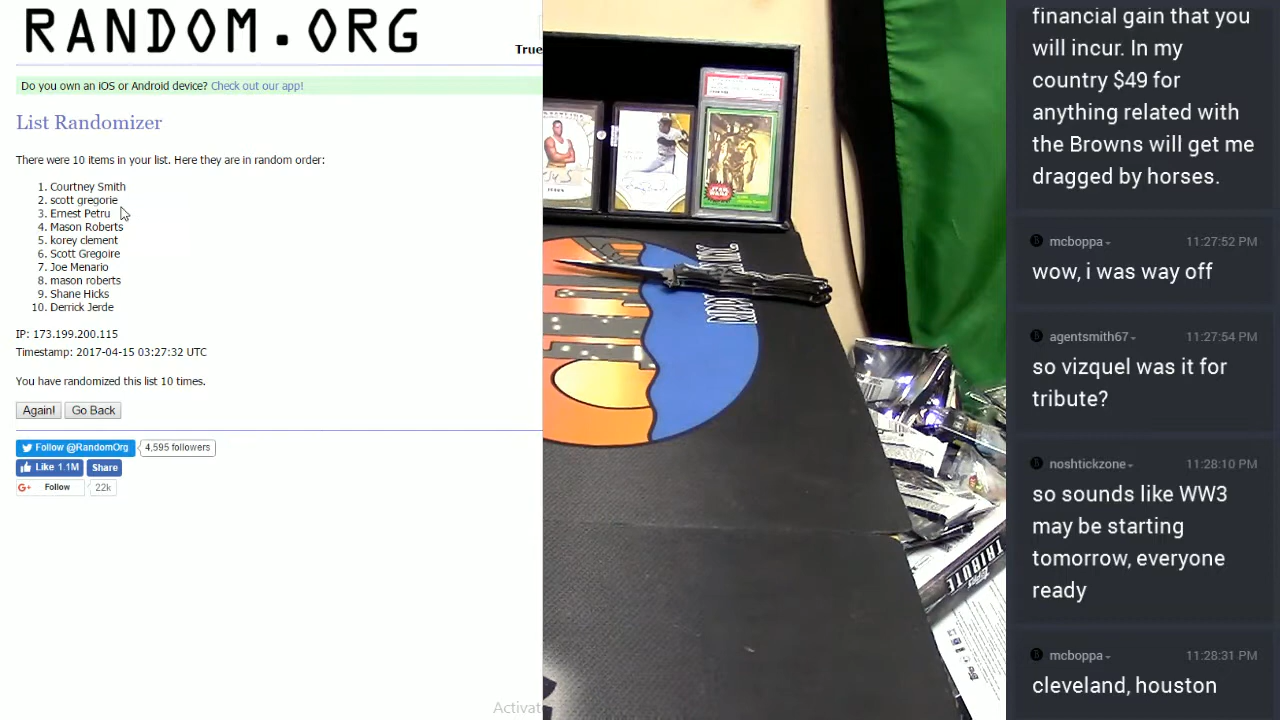 RANDOM.ORG
True
Do you own an iOS or Android device? Check out our app!
List Randomizer
There were 10 items in your list. Here they are in random order:
1. Courtney Smith
2. scott gregorie
3. Ernest Petru
4. Mason Roberts
5. korey clement
6. Scott Gregoire
7. Joe Menario
8. mason roberts
9. Shane Hicks
10. Derrick Jerde
IP: 173.199.200.115
Timestamp: 2017-04-15 03:27:32 UTC
You have randomized this list 10 times.
Again! Go Back
Follow @RandomOrg 4,595 followers
Like 1.1M Share
G+ Follow 22k
Activat
TRIBUTE
financial gain that you
will incur. In my
country $49 for
anything related with
the Browns will get me
dragged by horses.
mcboppa 11:27:52 PM
wow, i was way off
agentsmith67 11:27:54 PM
so vizquel was it for
tribute?
noshtickzone 11:28:10 PM
so sounds like WW3
may be starting
tomorrow, everyone
ready
mcboppa 11:28:31 PM
cleveland, houston